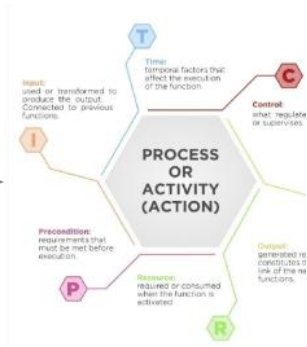 T
Time:
temporal factors that
affect the execution
of the function.
C
Control:
what regulate
or supervises.
Input:
used or transformed to
produce the output.
Connected to previous
functions.
I
PROCESS
OR
ACTIVITY
(ACTION)
Precondition:
requirements that
must be met before
execution.
P
Resource:
required or consumed
when the function is
activated
R
Output:
generated re
constitutes t
link of the ne
functions.